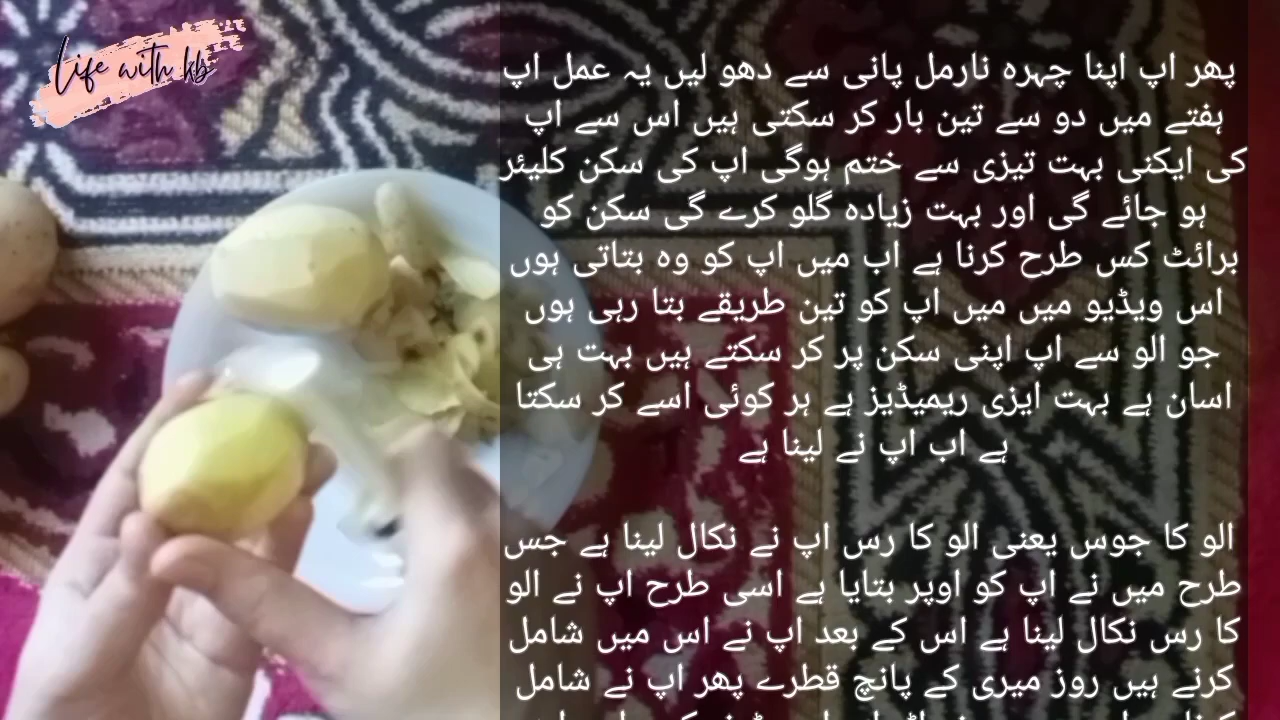 Life with kb
پھر اپ اپنا چہرہ نارمل پانی سے دھو لیں یہ عمل اپ
ہفتے میں دو سے تین بار کر سکتی ہیں اس سے اپ
کی ایکنی بہت تیزی سے ختم ہوگی اپ کی سکن کلیئر
ہو جائے گی اور بہت زیادہ گلو کرے گی سکن کو
برائٹ کس طرح کرنا ہے اب میں اپ کو وہ بتاتی ہوں
اس ویڈیو میں میں اپ کو تین طریقے بتا رہی ہوں
جو الو سے اپ اپنی سکن پر کر سکتے ہیں بہت ہی
اسان ہے بہت ایزی ریمیڈیز ہے ہر کوئی اسے کر سکتا
ہے اب اپ نے لینا ہے
الو کا جوس یعنی الو کا رس اپ نے نکال لینا ہے جس
طرح میں نے اپ کو اوپر بتایا ہے اسی طرح اپ نے الو
کا رس نکال لینا ہے اس کے بعد اپ نے اس میں شامل
کرنے ہیں روز میری کے پانچ قطرے پھر اپ نے شامل